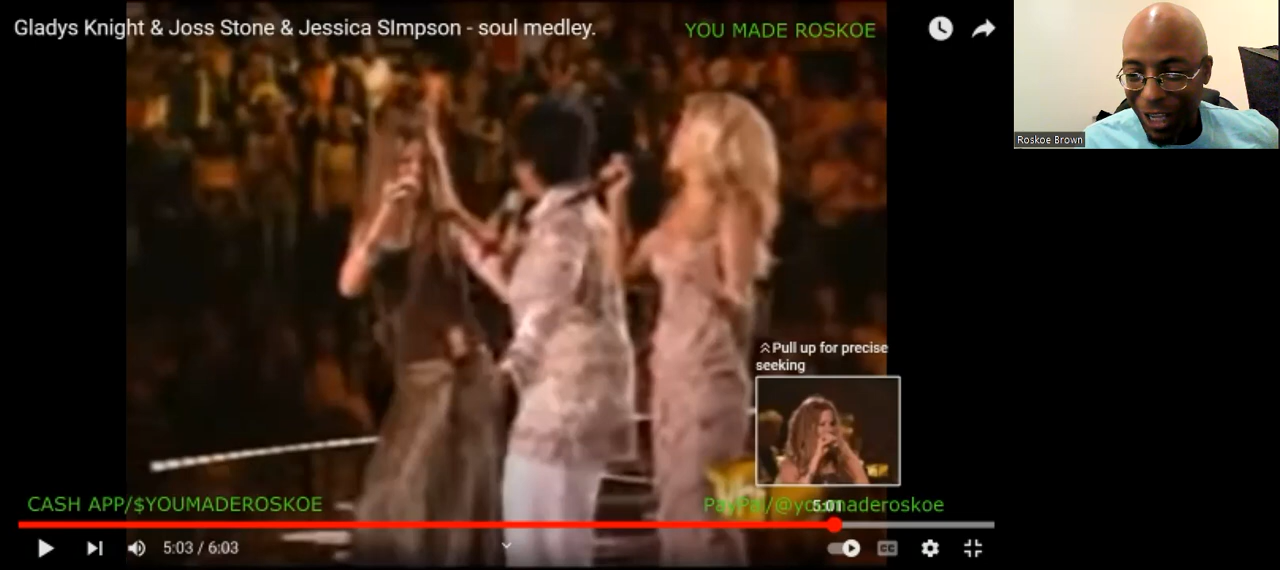 Gladys Knight & Joss Stone & Jessica SImpson - soul medley.
YOU MADE ROSKOE
Roskoe Brown
Pull up for precise
seeking
CASH APP/$YOUMADEROSKOE
PayPal/@youmaderoskoe
5:01
5:03 / 6:03
CC